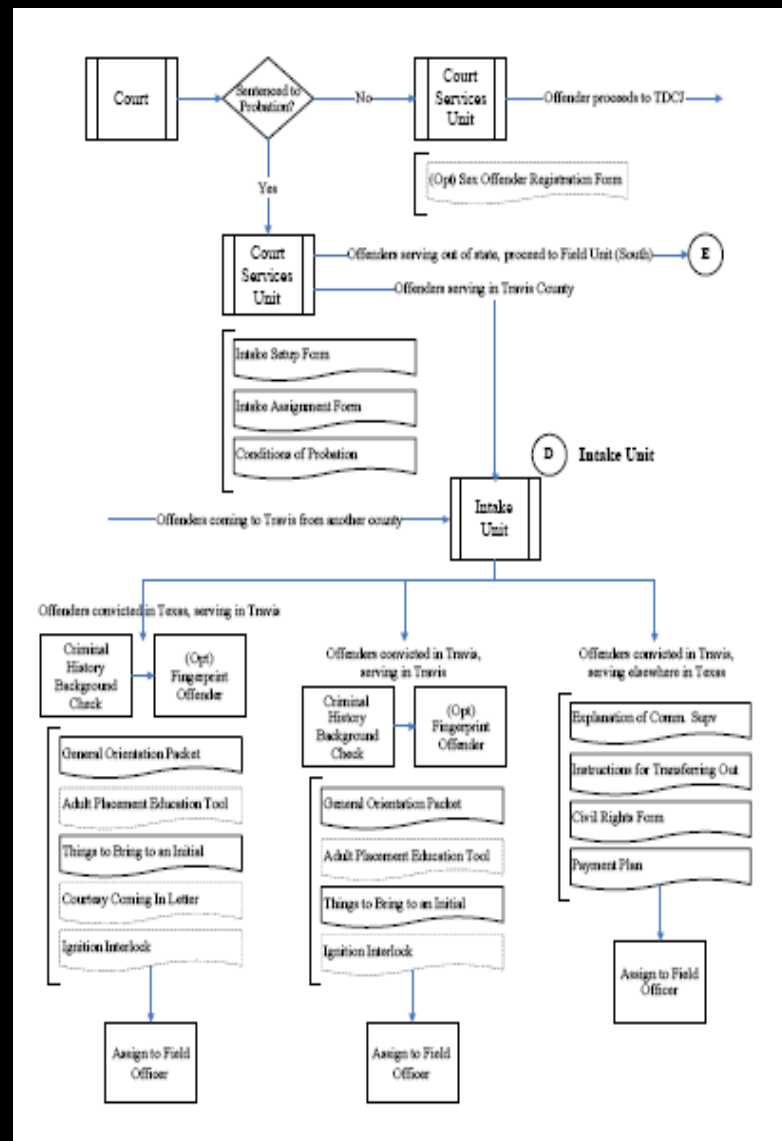 Court
Sentenced to
Probation?
No
Court
Services
Unit
Offender proceeds to TDCJ
(Opt) Sex Offender Registration Form
Yes
Court
Services
Unit
Offenders serving out of state, proceed to Field Unit (South)
E
Offenders serving in Travis County
Intake Setup Form
Intake Assignment Form
Conditions of Probation
D
Intake Unit
Intake
Unit
Offenders coming to Travis from another county
Offenders convicted in Texas, serving in Travis
Criminal
History
Background
Check
(Opt)
Fingerprint
Offender
General Orientation Packet
Adult Placement Education Tool
Things to Bring to an Initial
Courtesy Coming In Letter
Ignition Interlock
Assign to Field
Officer
Offenders convicted in Travis,
serving in Travis
Criminal
History
Background
Check
(Opt)
Fingerprint
Offender
General Orientation Packet
Adult Placement Education Tool
Things to Bring to an Initial
Ignition Interlock
Assign to Field
Officer
Offenders convicted in Travis,
serving elsewhere in Texas
Explanation of Comm. Supv
Instructions for Transferring Out
Civil Rights Form
Payment Plan
Assign to Field
Officer